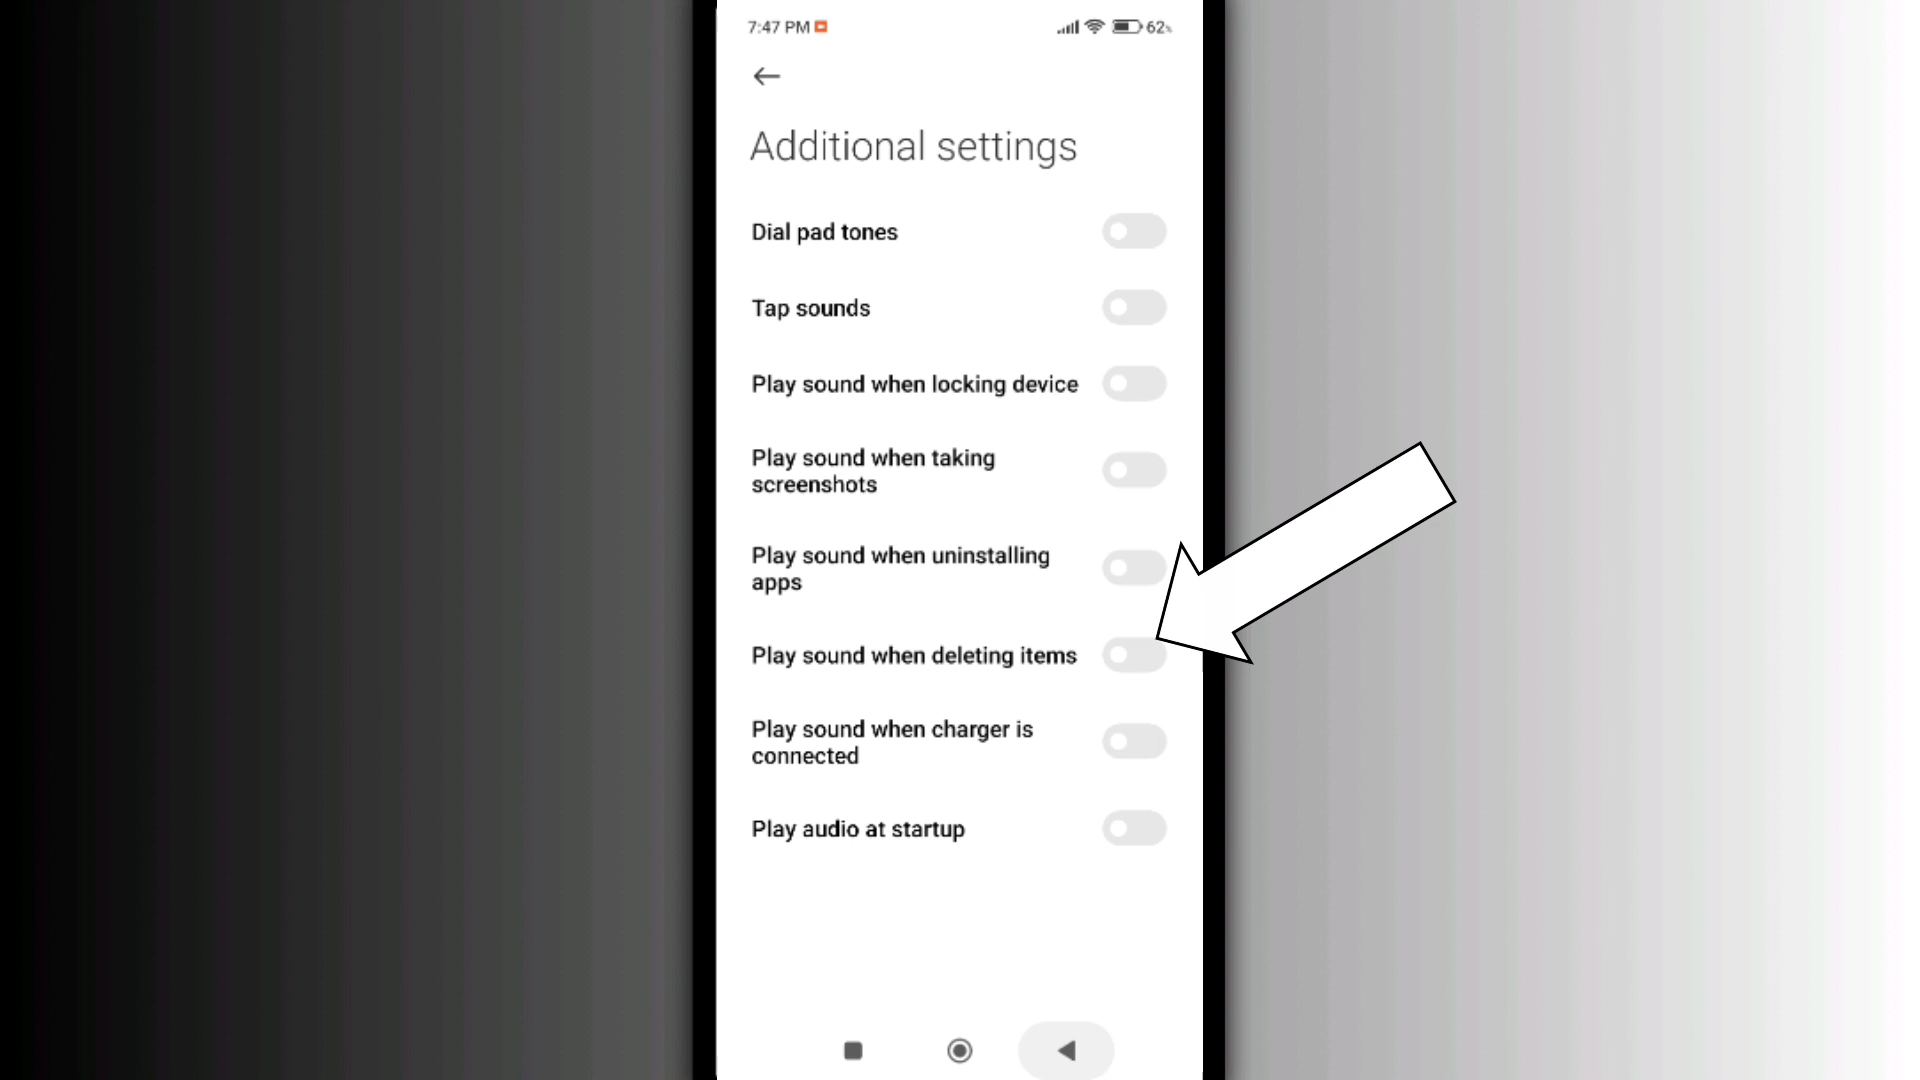 7:47 PM 62%
Additional settings
Dial pad tones
Tap sounds
Play sound when locking device
Play sound when taking
screenshots
Play sound when uninstalling
apps
Play sound when deleting items
Play sound when charger is
connected
Play audio at startup